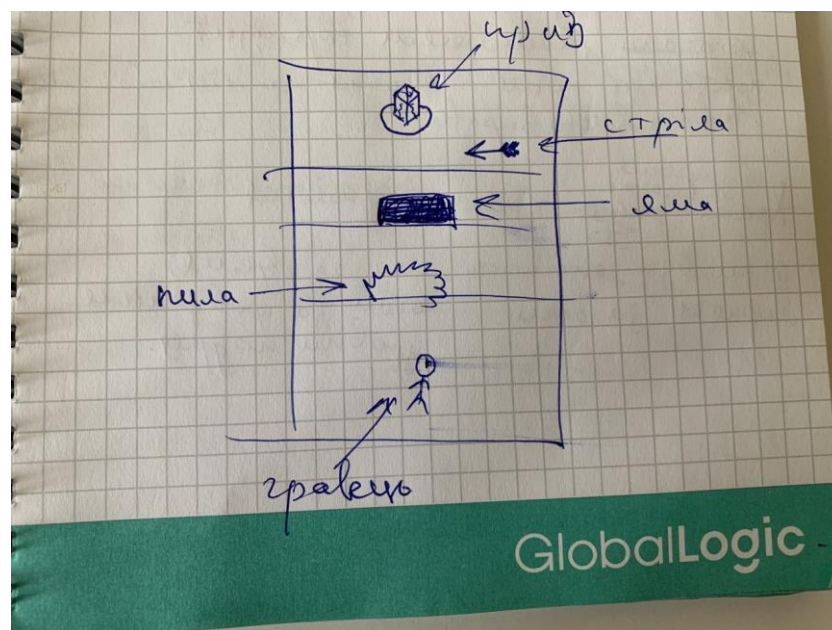 приз
стріла
яма
пила
гравець
GlobalLogic